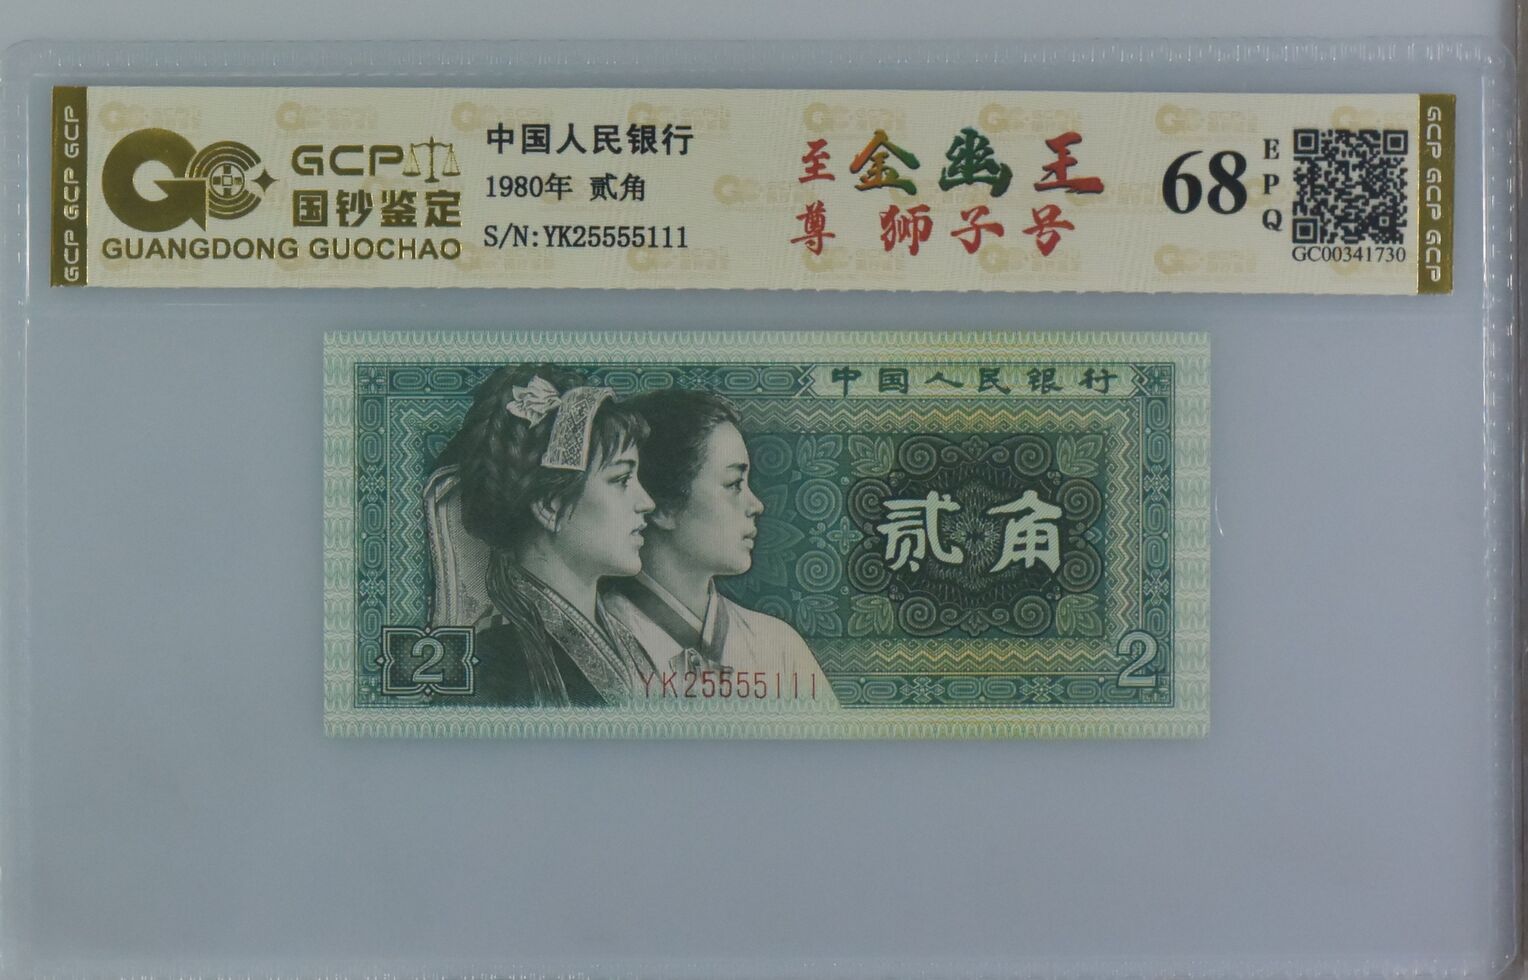 GCP GCP GCP
GCP
国钞鉴定
GUANGDONG GUOCHAO
中国人民银行
1980年 贰角
S/N:YK25555111
至尊
金幽王
狮子号
68
EPQ
GC00341730
GCP GCP GCP
中国人民银行
贰角
2
2
YK25555111